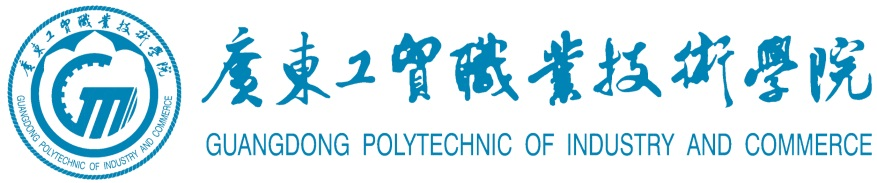 廣東工貿職業技術學院
GUANGDONG POLYTECHNIC OF INDUSTRY AND COMMERCE
GM
廣東工貿職業技術學院
GUANGDONG POLYTECHNIC OF INDUSTRY AND COMMERCE